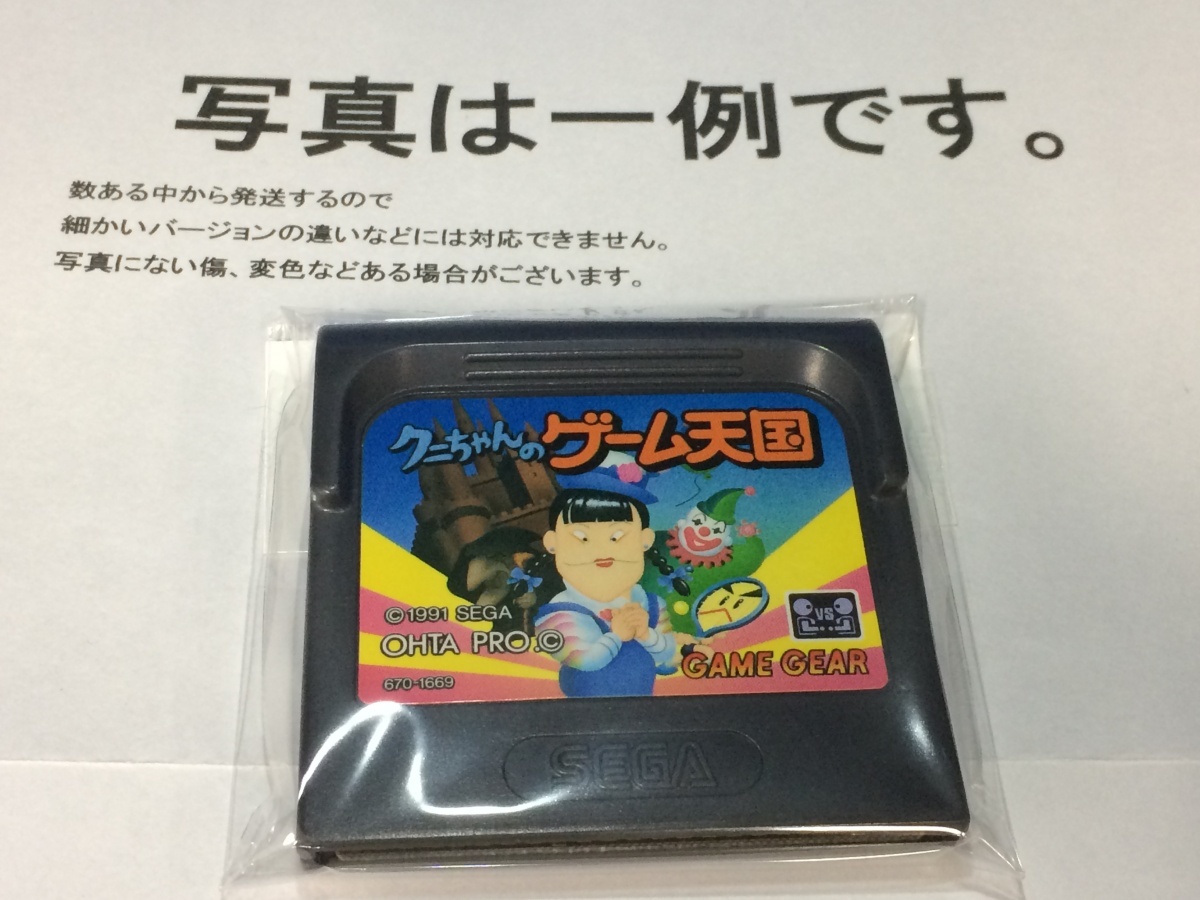 写真は一例です。
数ある中から発送するので
細かいバージョンの違いなどには対応できません。
写真にない傷、変色などある場合がございます。
クニちゃんのゲーム天国
©1991 SEGA
OHTA PRO.©
670-1669
VS
GAME GEAR
SEGA